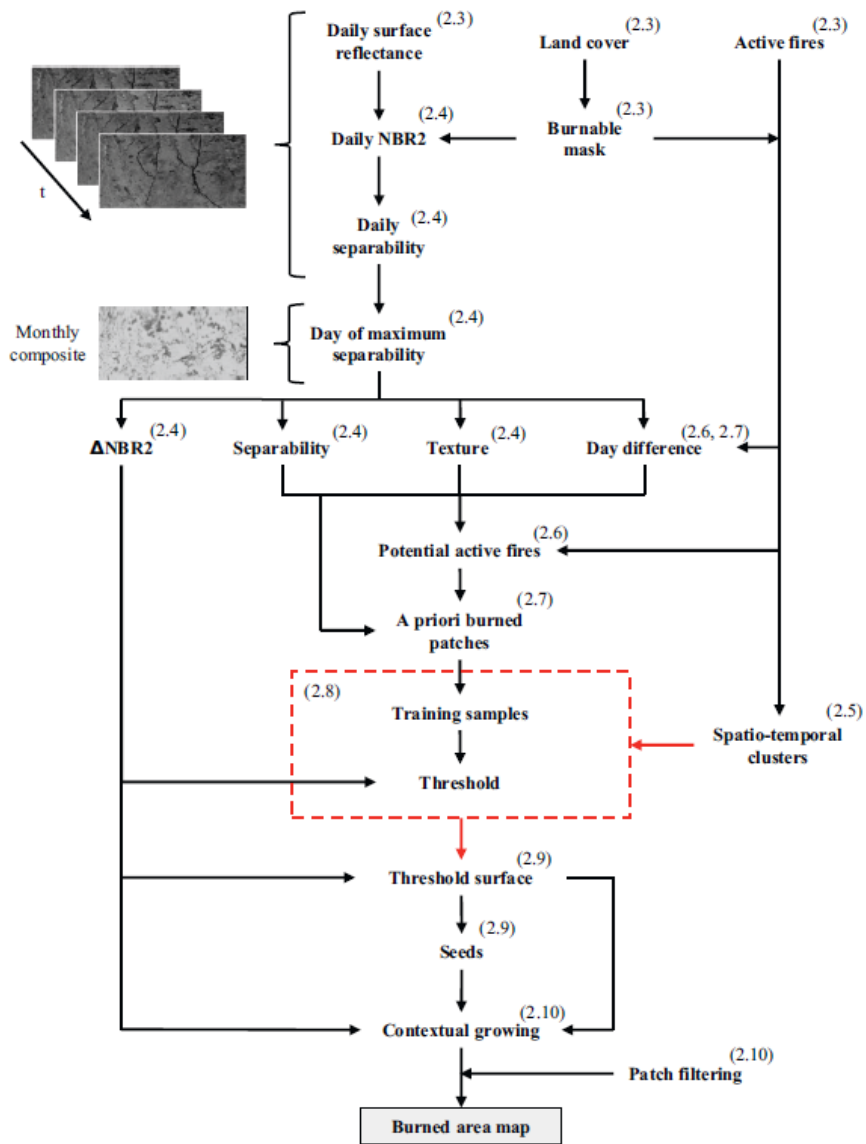 Daily surface
reflectance
(2.3)
Land cover
(2.3)
Active fires
(2.3)
Daily NBR2
(2.4)
Burnable
mask
(2.3)
t
Daily
separability
(2.4)
Monthly
composite
Day of maximum
separability
(2.4)
ΔNBR2
(2.4)
Separability
(2.4)
Texture
(2.4)
Day difference
(2.6, 2.7)
Potential active fires
(2.6)
A priori burned
patches
(2.7)
(2.8)
Training samples
Spatio-temporal
clusters
(2.5)
Threshold
Threshold surface
(2.9)
Seeds
(2.9)
Contextual growing
(2.10)
Patch filtering
(2.10)
Burned area map